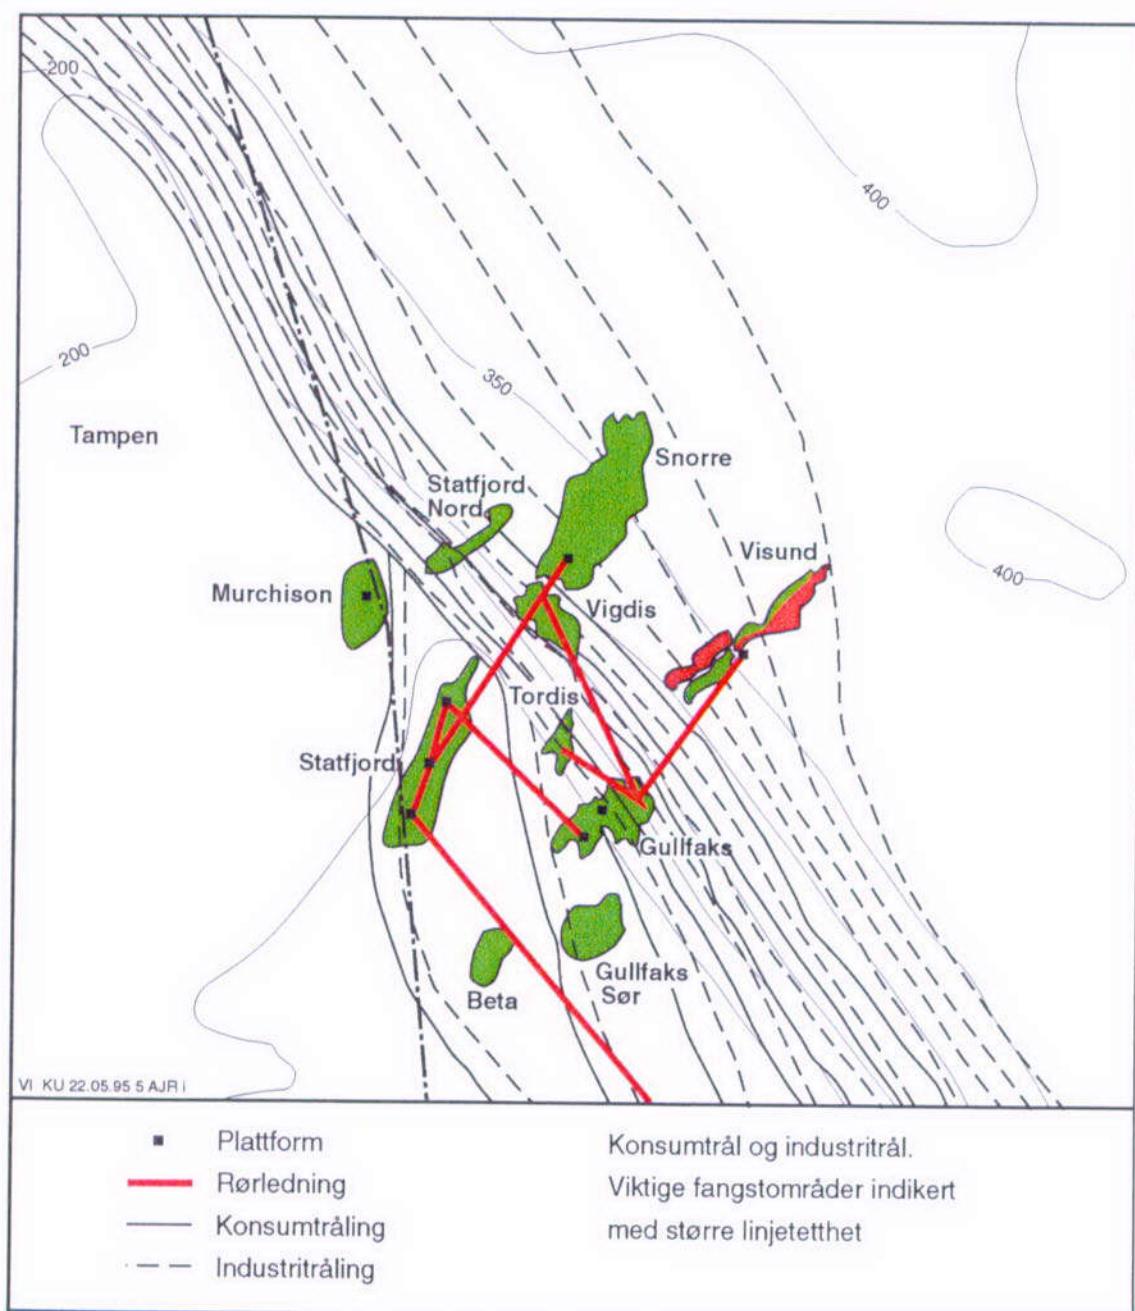 200
400
200
350
Tampen
Snorre
Statfjord
Nord
Visund
400
Murchison
Vigdis
Tordis
Statfjord
Gullfaks
Gullfaks
Sør
Beta
VI KU 22.05.95 5 AJR i
Plattform
Rørledning
Konsumtråling
Industritråling
Konsumtrål og industritrål.
Viktige fangstområder indikert
med større linjetetthet